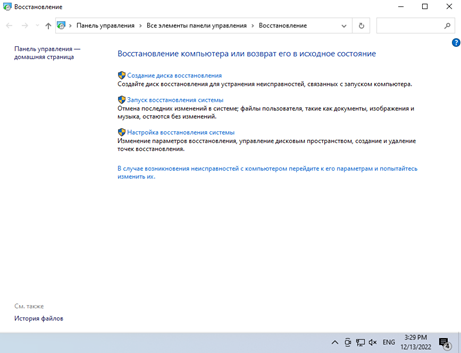 Восстановление
Панель управления › Все элементы панели управления › Восстановление
Панель управления —
домашняя страница
Восстановление компьютера или возврат его в исходное состояние
Создание диска восстановления
Создайте диск восстановления для устранения неисправностей, связанных с запуском компьютера.
Запуск восстановления системы
Отмена последних изменений в системе; файлы пользователя, такие как документы, изображения и
музыка, остаются без изменений.
Настройка восстановления системы
Изменение параметров восстановления, управление дисковым пространством, создание и удаление
точек восстановления.
В случае возникновения неисправностей с компьютером перейдите к его параметрам и попытайтесь
изменить их.
См. также
История файлов
ENG
3:29 PM
12/13/2022
4